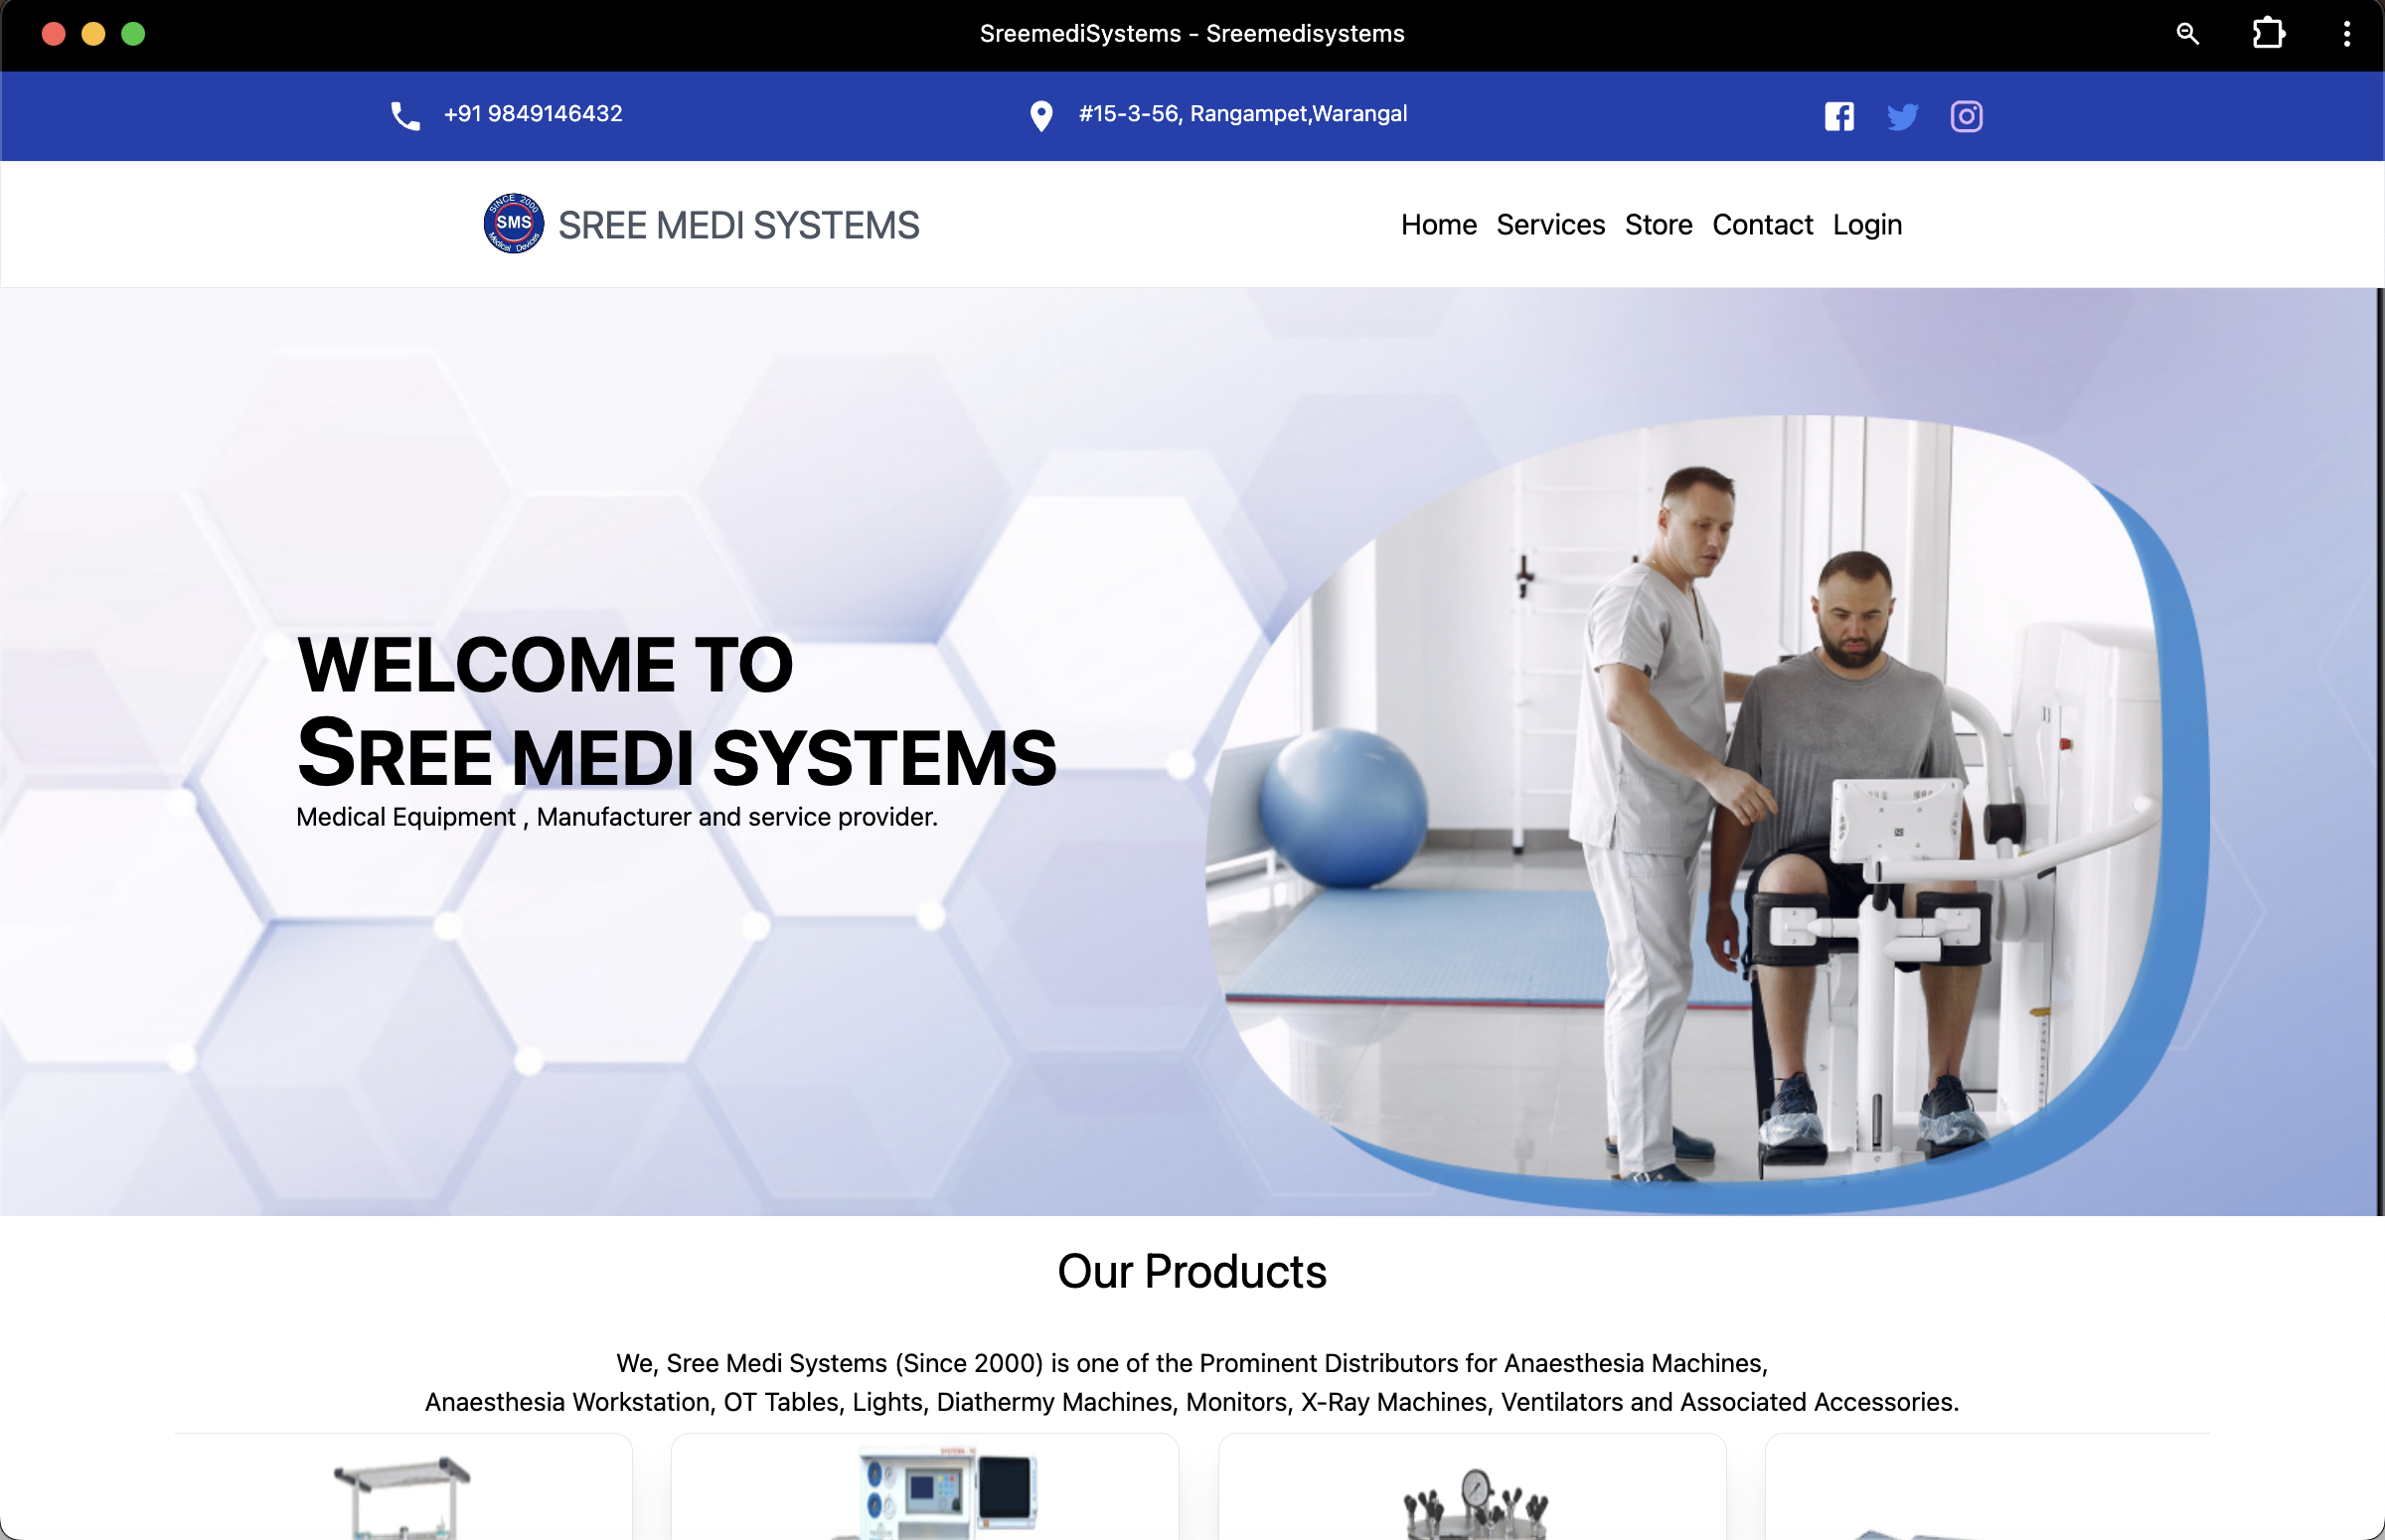 SreemediSystems - Sreemedisystems
+91 9849146432
#15-3-56, Rangampet,Warangal
SINCE 2000
SMS
Medical Devices
SREE MEDI SYSTEMS
Home Services Store Contact Login
WELCOME TO
SREE MEDI SYSTEMS
Medical Equipment , Manufacturer and service provider.
Our Products
We, Sree Medi Systems (Since 2000) is one of the Prominent Distributors for Anaesthesia Machines,
Anaesthesia Workstation, OT Tables, Lights, Diathermy Machines, Monitors, X-Ray Machines, Ventilators and Associated Accessories.